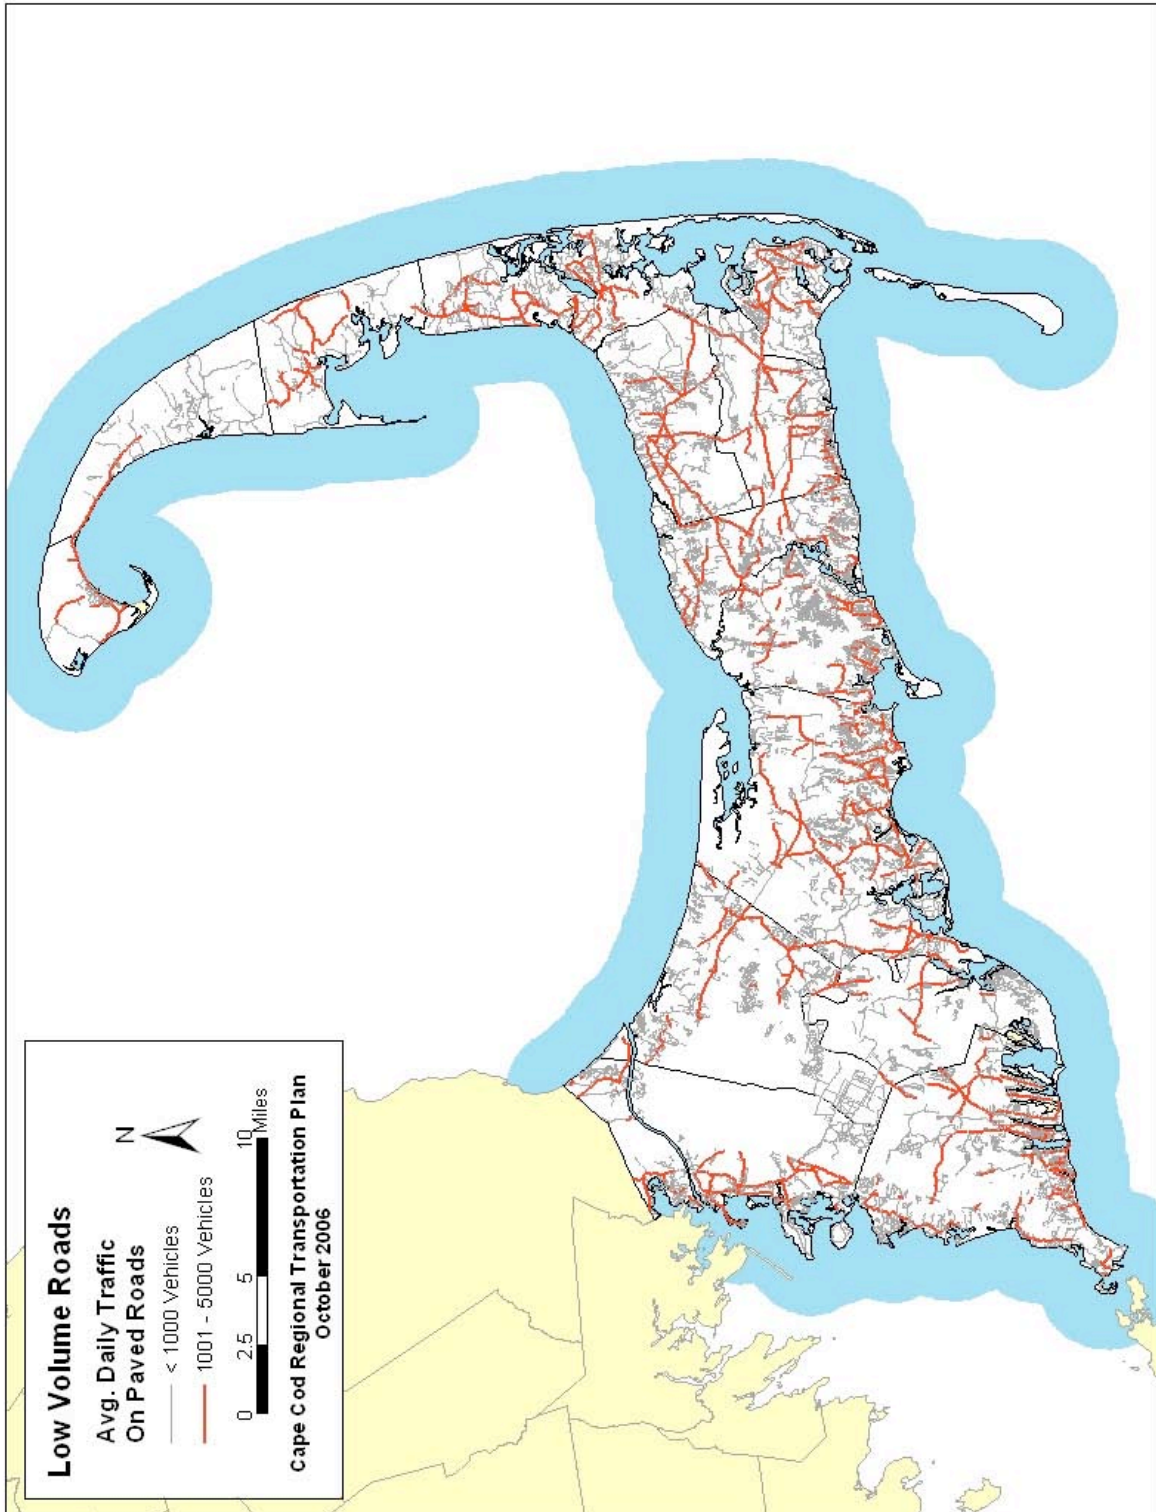 Low Volume Roads
Avg. Daily Traffic
On Paved Roads
< 1000 Vehicles
1001 - 5000 Vehicles
N
0 2.5 5 10
Miles
Cape Cod Regional Transportation Plan
October 2006